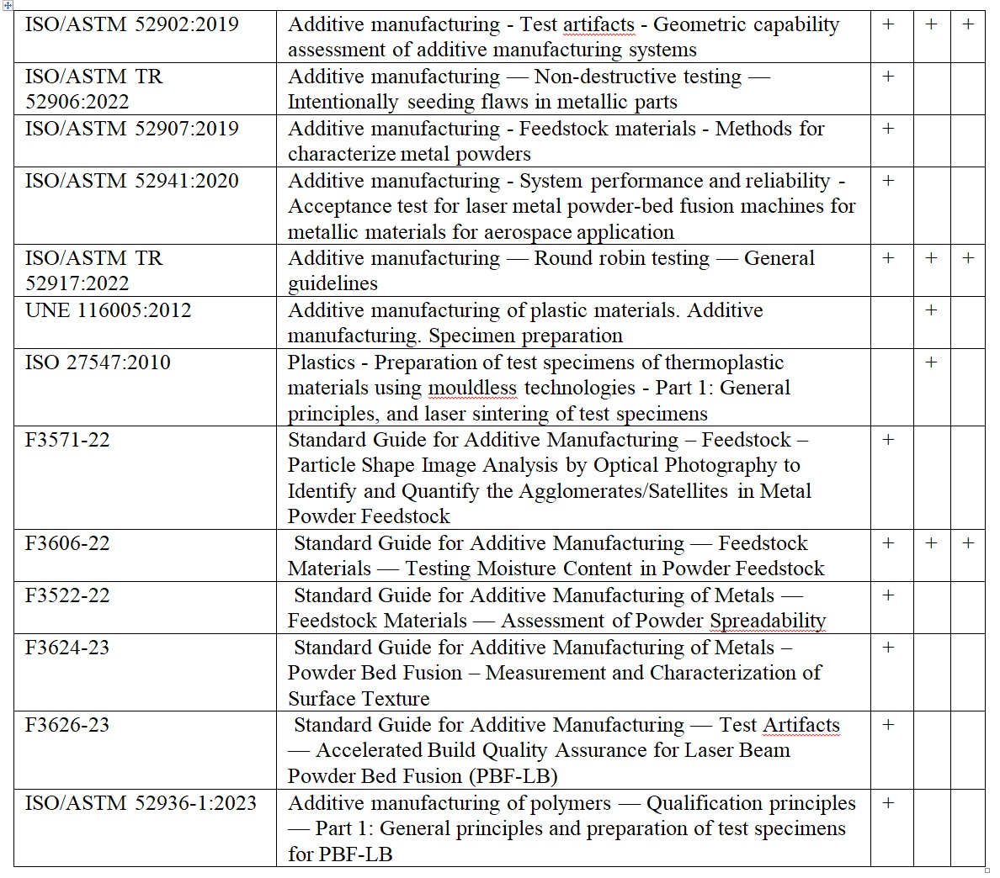 ISO/ASTM 52902:2019 Additive manufacturing - Test artifacts - Geometric capability + + +
assessment of additive manufacturing systems
ISO/ASTM TR Additive manufacturing — Non-destructive testing — +
52906:2022 Intentionally seeding flaws in metallic parts
ISO/ASTM 52907:2019 Additive manufacturing - Feedstock materials - Methods for +
characterize metal powders
ISO/ASTM 52941:2020 Additive manufacturing - System performance and reliability - +
Acceptance test for laser metal powder-bed fusion machines for
metallic materials for aerospace application
ISO/ASTM TR Additive manufacturing — Round robin testing — General + + +
52917:2022 guidelines
UNE 116005:2012 Additive manufacturing of plastic materials. Additive +
manufacturing. Specimen preparation
ISO 27547:2010 Plastics - Preparation of test specimens of thermoplastic +
materials using mouldless technologies - Part 1: General
principles, and laser sintering of test specimens
F3571-22 Standard Guide for Additive Manufacturing – Feedstock – +
Particle Shape Image Analysis by Optical Photography to
Identify and Quantify the Agglomerates/Satellites in Metal
Powder Feedstock
F3606-22 Standard Guide for Additive Manufacturing — Feedstock + + +
Materials — Testing Moisture Content in Powder Feedstock
F3522-22 Standard Guide for Additive Manufacturing of Metals — +
Feedstock Materials — Assessment of Powder Spreadability
F3624-23 Standard Guide for Additive Manufacturing of Metals – +
Powder Bed Fusion – Measurement and Characterization of
Surface Texture
F3626-23 Standard Guide for Additive Manufacturing — Test Artifacts +
— Accelerated Build Quality Assurance for Laser Beam
Powder Bed Fusion (PBF-LB)
ISO/ASTM 52936-1:2023 Additive manufacturing of polymers — Qualification principles +
— Part 1: General principles and preparation of test specimens
for PBF-LB